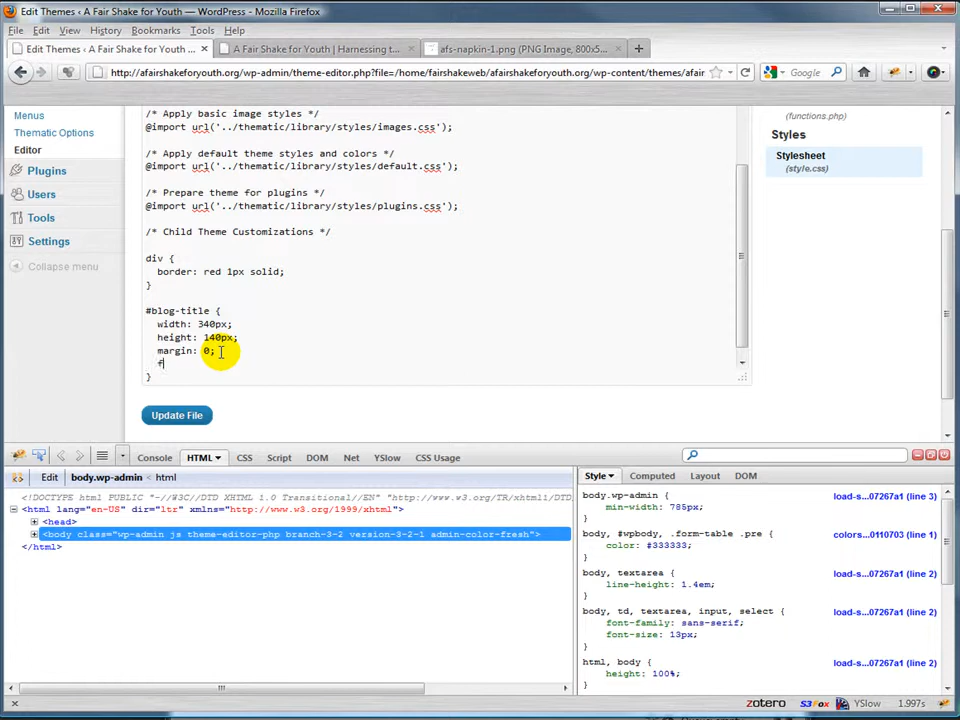 Edit Themes ‹ A Fair Shake for Youth — WordPress - Mozilla Firefox
File Edit View History Bookmarks Tools Help
Edit Themes ‹ A Fair Shake for Youth ... × A Fair Shake for Youth | Harnessing t... × afs-napkin-1.png (PNG Image, 800x5... × +
http://afairshakeforyouth.org/wp-admin/theme-editor.php?file=/home/fairshakeweb/afairshakeforyouth.org/wp-content/themes/afair
Google
Menus
Thematic Options
Editor
Plugins
Users
Tools
Settings
Collapse menu
/* Apply basic image styles */
@import url('../thematic/library/styles/images.css');
/* Apply default theme styles and colors */
@import url('../thematic/library/styles/default.css');
/* Prepare theme for plugins */
@import url('../thematic/library/styles/plugins.css');
/* Child Theme Customizations */
div {
border: red 1px solid;
}
#blog-title {
width: 340px;
height: 140px;
margin: 0;
f
}
Update File
(functions.php)
Styles
Stylesheet
(style.css)
Console HTML CSS Script DOM Net YSlow CSS Usage
Edit body.wp-admin < html
<!DOCTYPE html PUBLIC "-//W3C//DTD XHTML 1.0 Transitional//EN" "http://www.w3.org/TR/xhtml1/DTD/
<html lang="en-US" dir="ltr" xmlns="http://www.w3.org/1999/xhtml">
<head>
<body class="wp-admin js theme-editor-php branch-3-2 version-3-2-1 admin-color-fresh">
</html>
Style Computed Layout DOM
body.wp-admin { load-s...07267a1 (line 3)
min-width: 785px;
}
body, #wpbody, .form-table .pre { colors...0110703 (line 1)
color: #333333;
}
body, textarea { load-s...07267a1 (line 2)
line-height: 1.4em;
}
body, td, textarea, input, select { load-s...07267a1 (line 2)
font-family: sans-serif;
font-size: 13px;
}
html, body { load-s...07267a1 (line 2)
height: 100%;
}
zotero S3Fox YSlow 1.997s